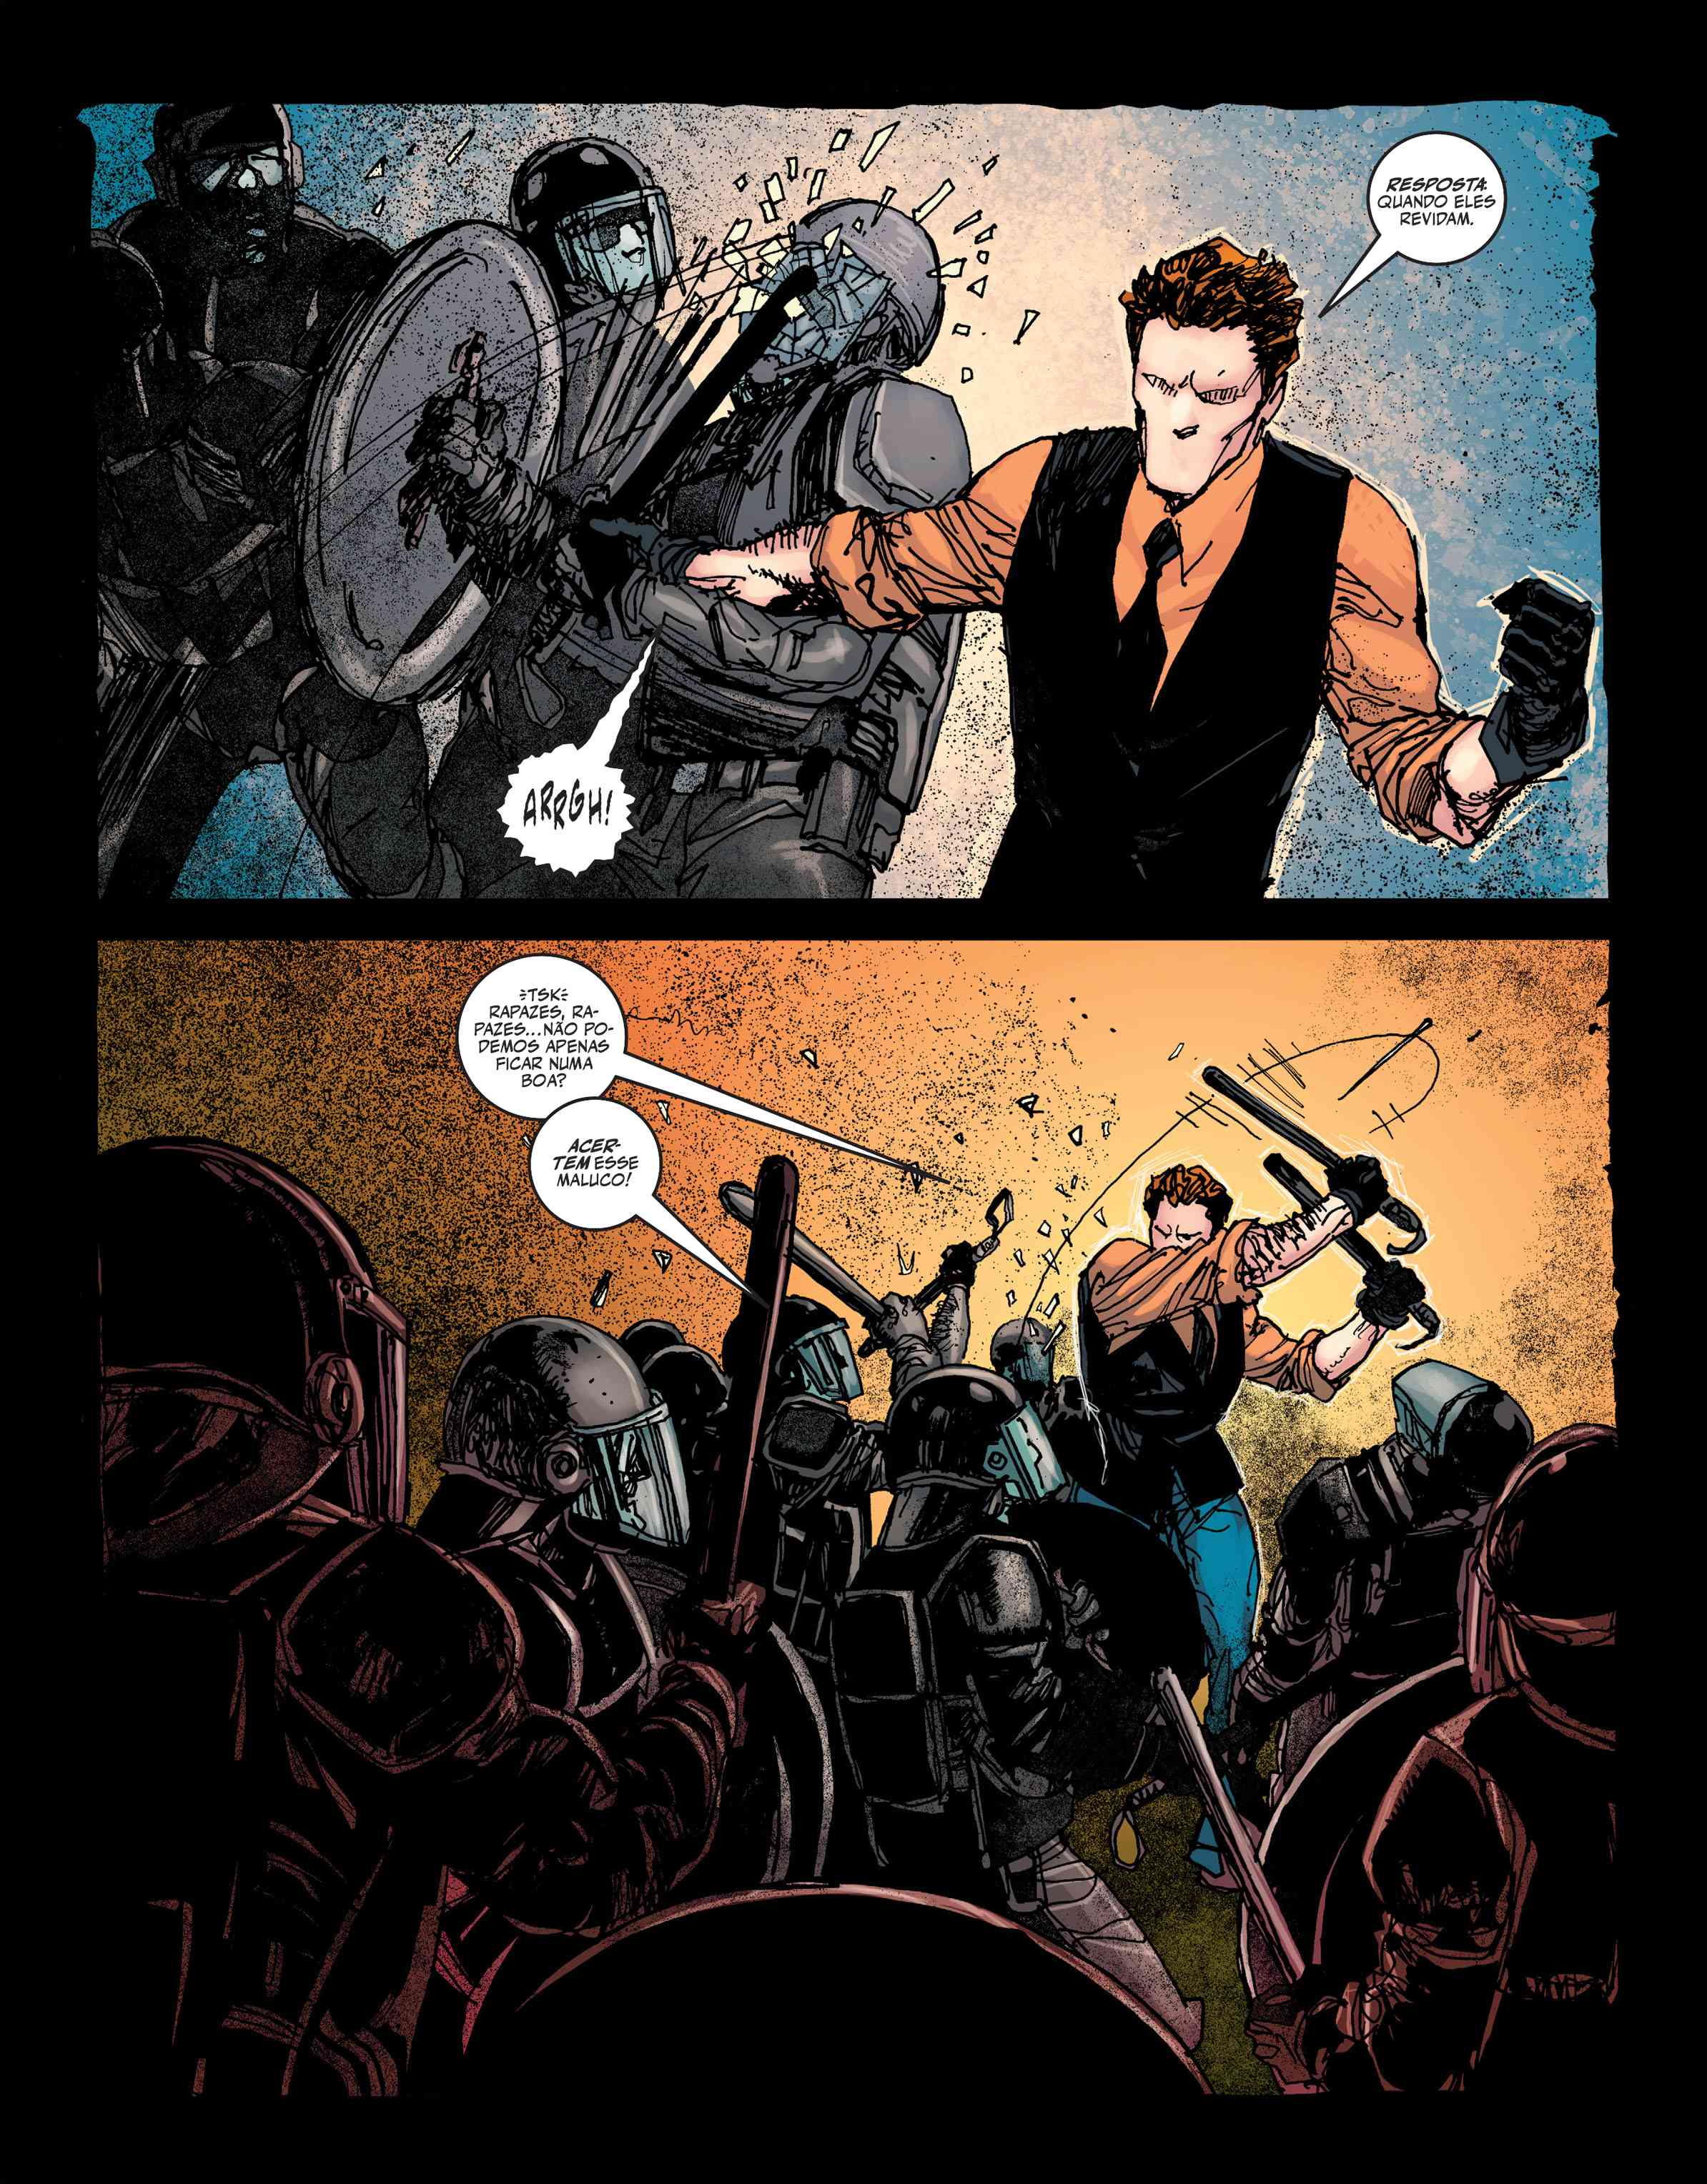 RESPOSTA:
QUANDO ELES
REVIDAM.
ARRGH!
TSK
RAPAZES, RA-
PAZES...NÃO PO-
DEMOS APENAS
FICAR NUMA
BOA?
ACER-
TEM ESSE
MALUCO!